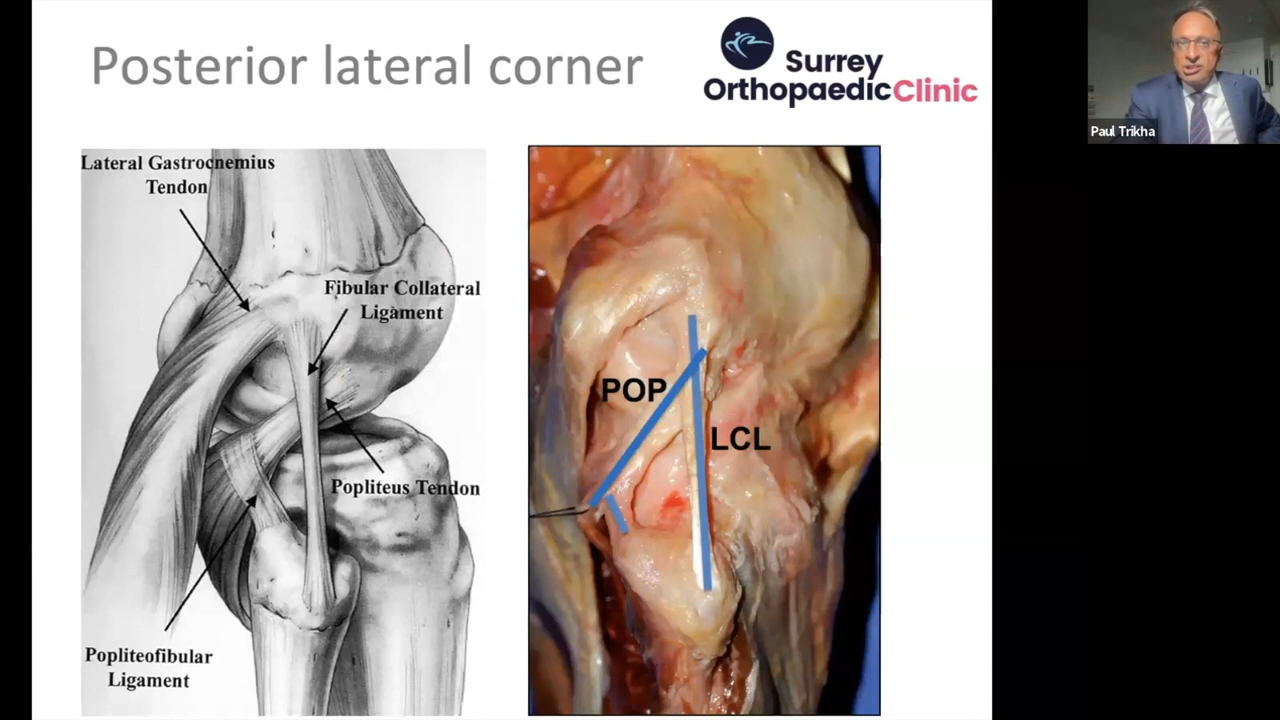 Posterior lateral corner
Surrey
OrthopaedicClinic
Paul Trikha
Lateral Gastrocnemius
Tendon
Fibular Collateral
Ligament
Popliteus Tendon
Popliteofibular
Ligament
POP
LCL